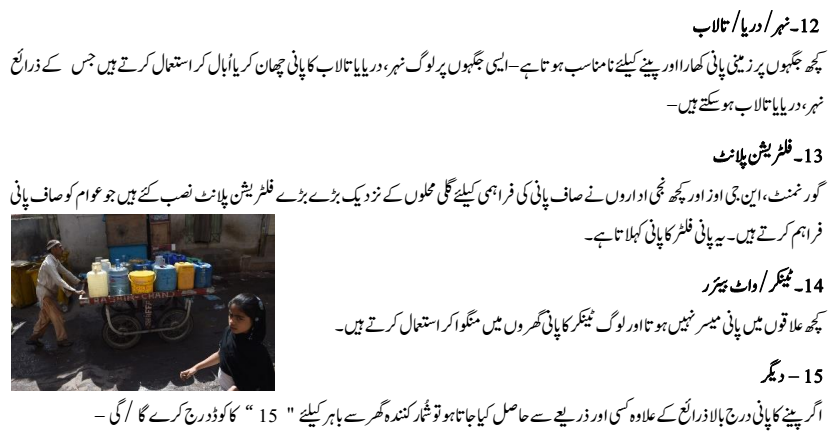 12۔نہر/دریا/تالاب
کچھ جگہوں پر زمینی پانی کھارا اور پینے کیلئے نامناسب ہوتا ہے–ایسی جگہوں پر لوگ نہر، دریا یا تالاب کا پانی چھان کر یا اُبال کر استعمال کرتے ہیں جس کے ذرائع
نہر، دریا یا تالاب ہوسکتے ہیں–
13۔فلٹریشن پلانٹ
گورنمنٹ، این جی اوز اور کچھ نجی اداروں نے صاف پانی کی فراہمی کیلئے گلی محلوں کے نزدیک بڑے بڑے فلٹریشن پلانٹ نصب کئے ہیں جو عوام کو صاف پانی
فراہم کرتے ہیں۔ یہ پانی فلٹر کا پانی کہلاتا ہے۔
14۔ٹینکر/واٹر بیئرر
کچھ علاقوں میں پانی میسر نہیں ہوتا اور لوگ ٹینکر کا پانی گھروں میں منگوا کر استعمال کرتے ہیں۔
15 – دیگر
اگر پینے کا پانی درج بالا ذرائع کے علاوہ کسی اور ذریعے سے حاصل کیا جاتا ہو تو شُمار کنندہ گھر سے باہر کیلئے " 15 “ کا کوڈ درج کرے گا /گی –